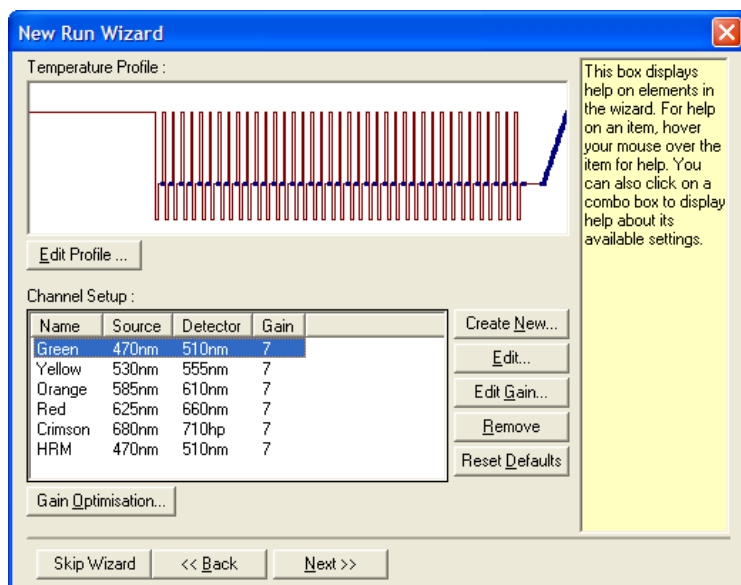 New Run Wizard
Temperature Profile :
This box displays
help on elements in
the wizard. For help
on an item, hover
your mouse over the
item for help. You
can also click on a
combo box to display
help about its
available settings.
Edit Profile ...
Channel Setup :
Name Source Detector Gain
Green 470nm 510nm 7
Yellow 530nm 555nm 7
Orange 585nm 610nm 7
Red 625nm 660nm 7
Crimson 680nm 710hp 7
HRM 470nm 510nm 7
Create New...
Edit...
Edit Gain...
Remove
Reset Defaults
Gain Optimisation...
Skip Wizard << Back Next >>